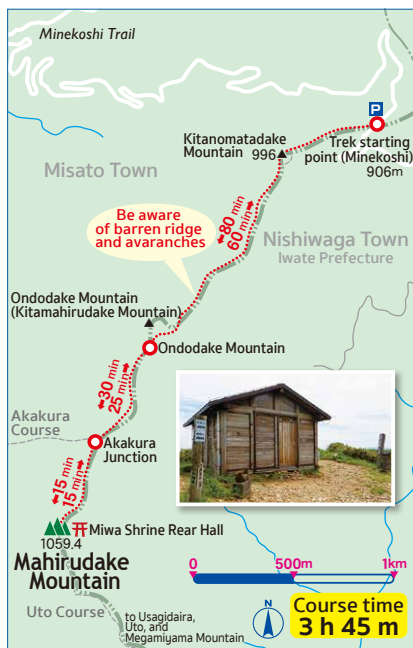 Minekoshi Trail
P
Kitanomatadake
Mountain 996
Trek starting
point (Minekoshi)
906m
Misato Town
Be aware
of barren ridge
and avaranches
80 min
60 min
Nishiwaga Town
Iwate Prefecture
Ondodake Mountain
(Kitamahirudake Mountain)
Ondodake Mountain
30 min
25 min
Akakura
Course
Akakura
Junction
15 min
15 min
Miwa Shrine Rear Hall
1059.4
Mahirudake
Mountain
0 500m 1km
Uto Course
to Usagidaira,
Uto, and
Megamiyama Mountain
N
Course time
3 h 45 m